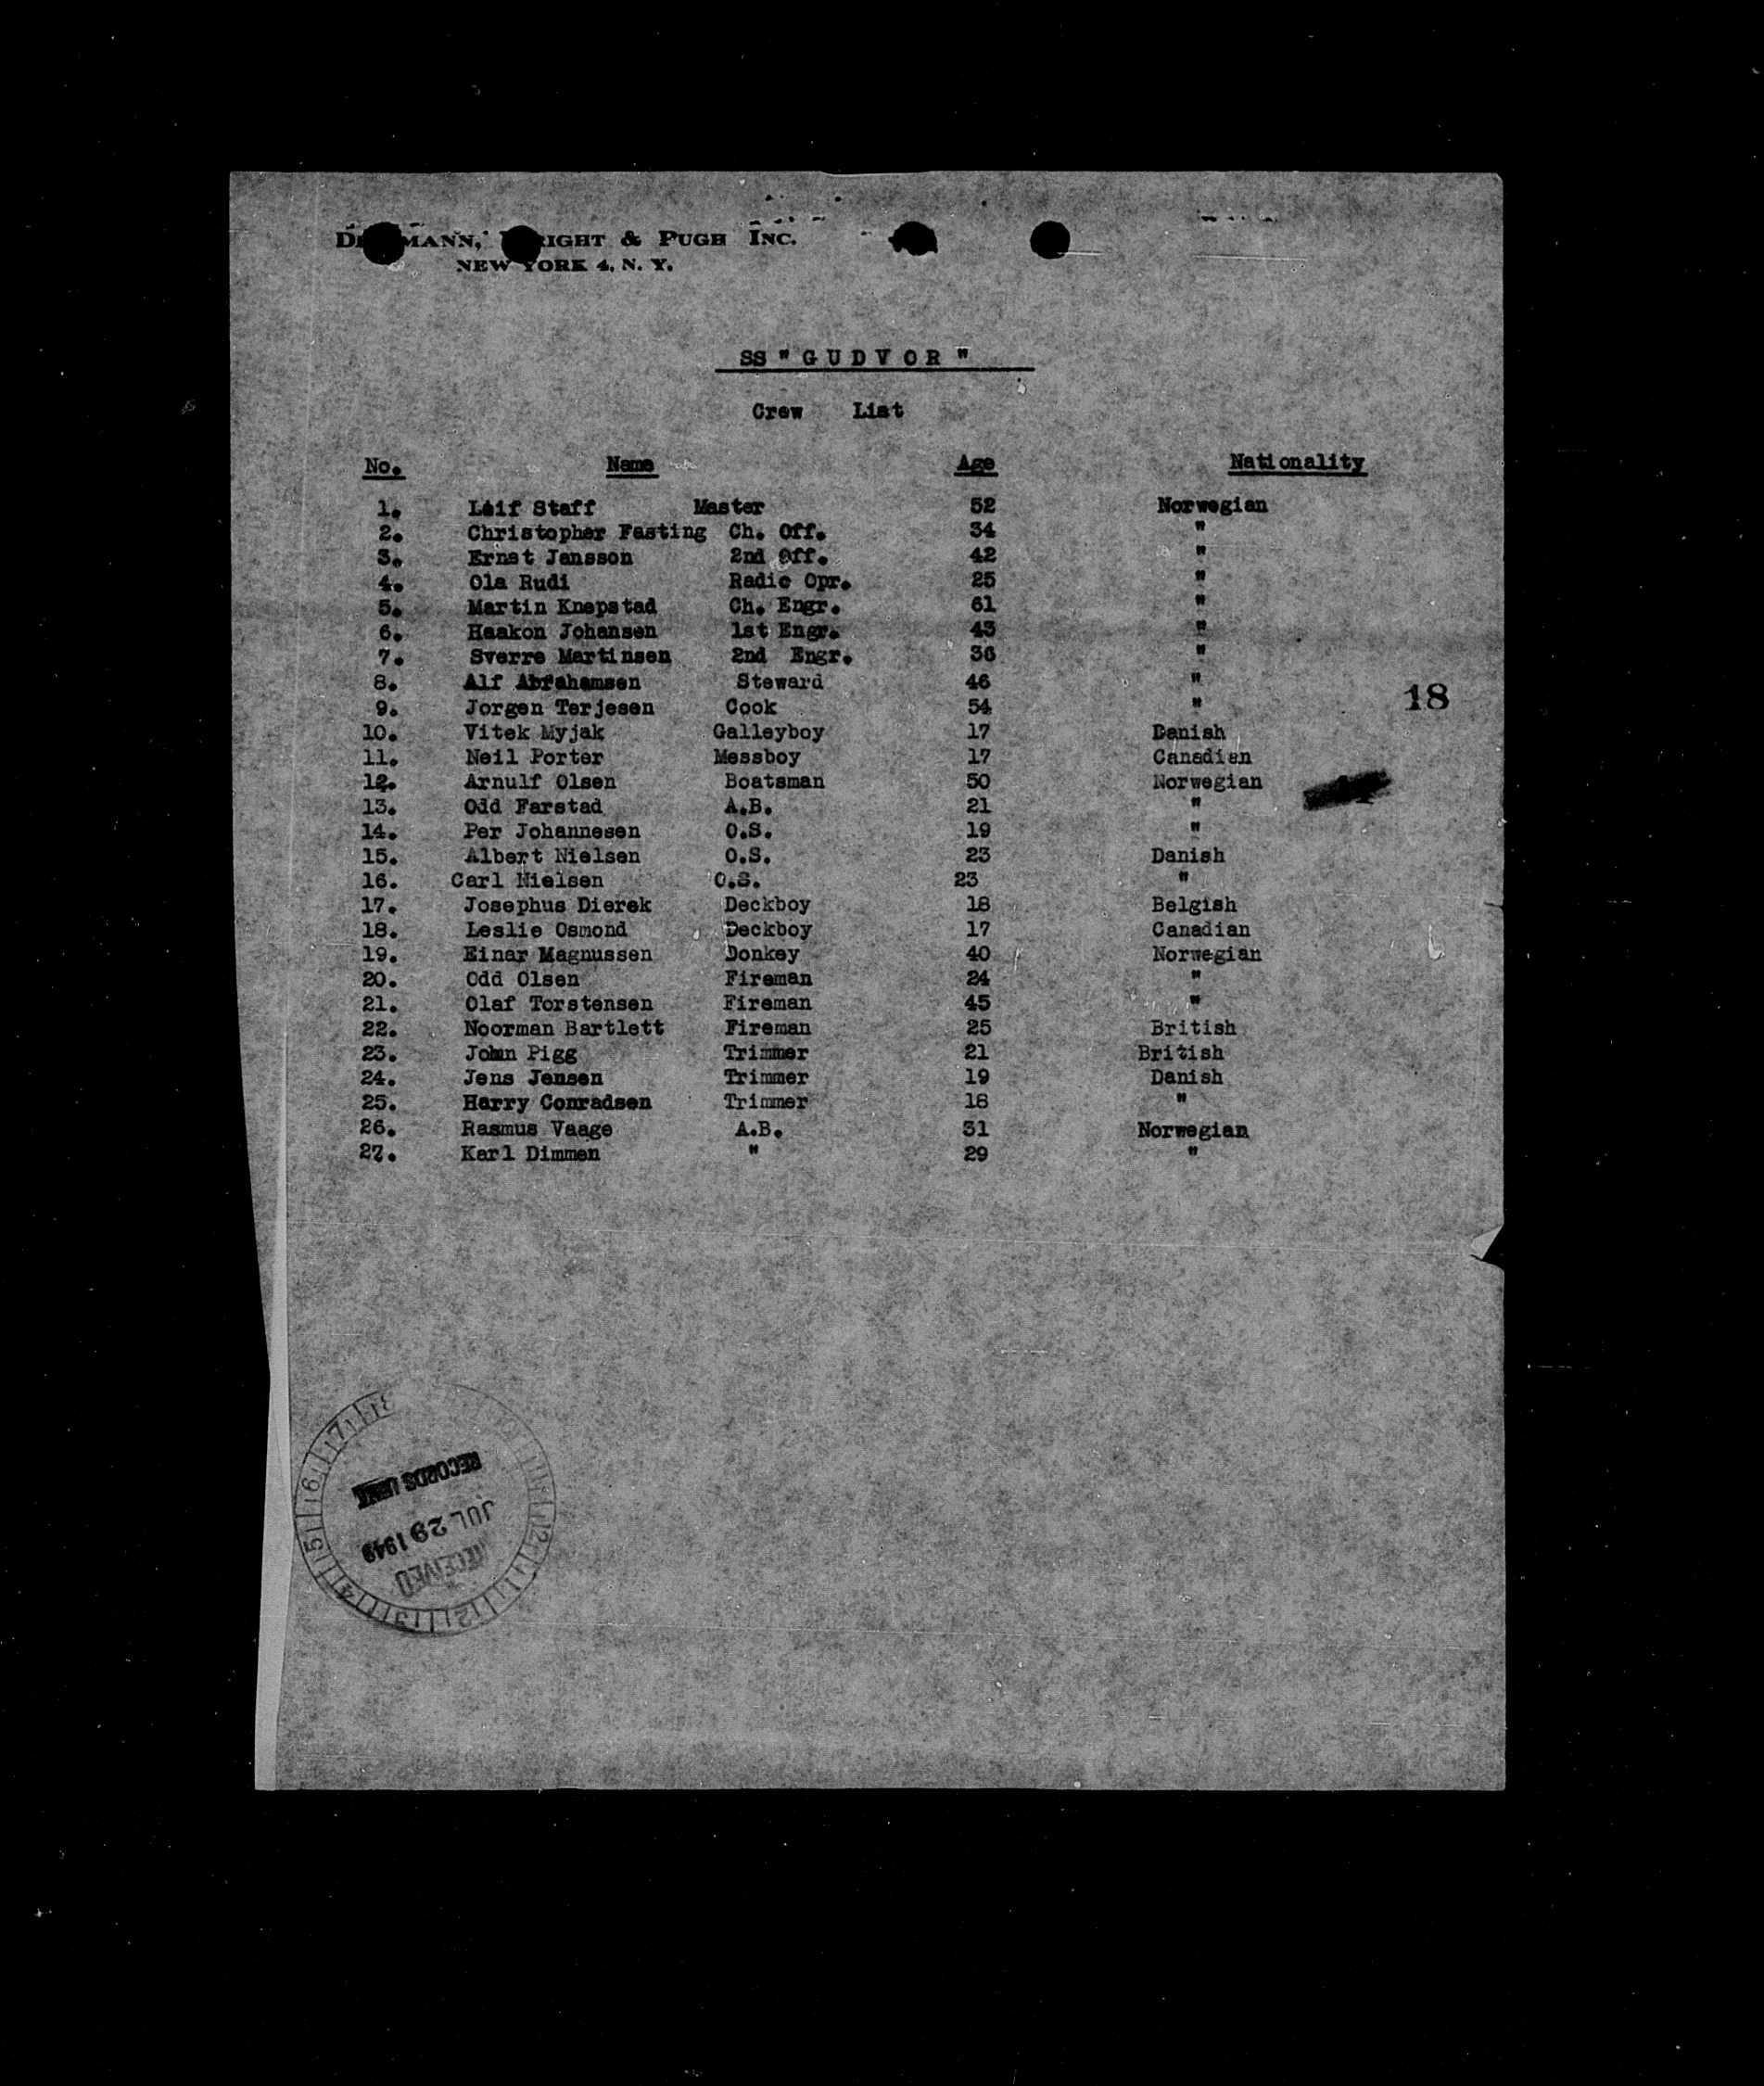 MANN, IGHT & PUGH INC.
NEW YORK 4, N. Y.
SS " G U D V O R "
Crew List
No. Name Age Nationality
1. Leif Staff Master 52 Norwegian
2. Christopher Fasting Ch. Off. 34 "
3. Ernst Jansson 2nd Off. 42 "
4. Ola Rudi Radio Opr. 25 "
5. Martin Knepstad Ch. Engr. 61 "
6. Haakon Johansen 1st Engr. 43 "
7. Sverre Martinsen 2nd Engr. 36 "
8. Alf Abrahamsen Steward 46 "
9. Jorgen Terjesen Cook 54 "
18
10. Vitek Myjak Galleyboy 17 Danish
11. Neil Porter Messboy 17 Canadian
12. Arnulf Olsen Boatsman 50 Norwegian
13. Odd Farstad A.B. 21 "
14. Per Johannesen O.S. 19 "
15. Albert Nielsen O.S. 23 Danish
16. Carl Nielsen O.S. 23 "
17. Josephus Dierek Deckboy 18 Belgish
18. Leslie Osmond Deckboy 17 Canadian
19. Einar Magnussen Donkey 40 Norwegian
20. Odd Olsen Fireman 24 "
21. Olaf Torstensen Fireman 45 "
22. Noorman Bartlett Fireman 25 British
23. John Pigg Trimmer 21 British
24. Jens Jensen Trimmer 19 Danish
25. Harry Conradsen Trimmer 18 "
26. Rasmus Vaage A.B. 31 Norwegian
27. Karl Dimmen " 29 "
RECEIVED
JUL 29 1949
RECORDS